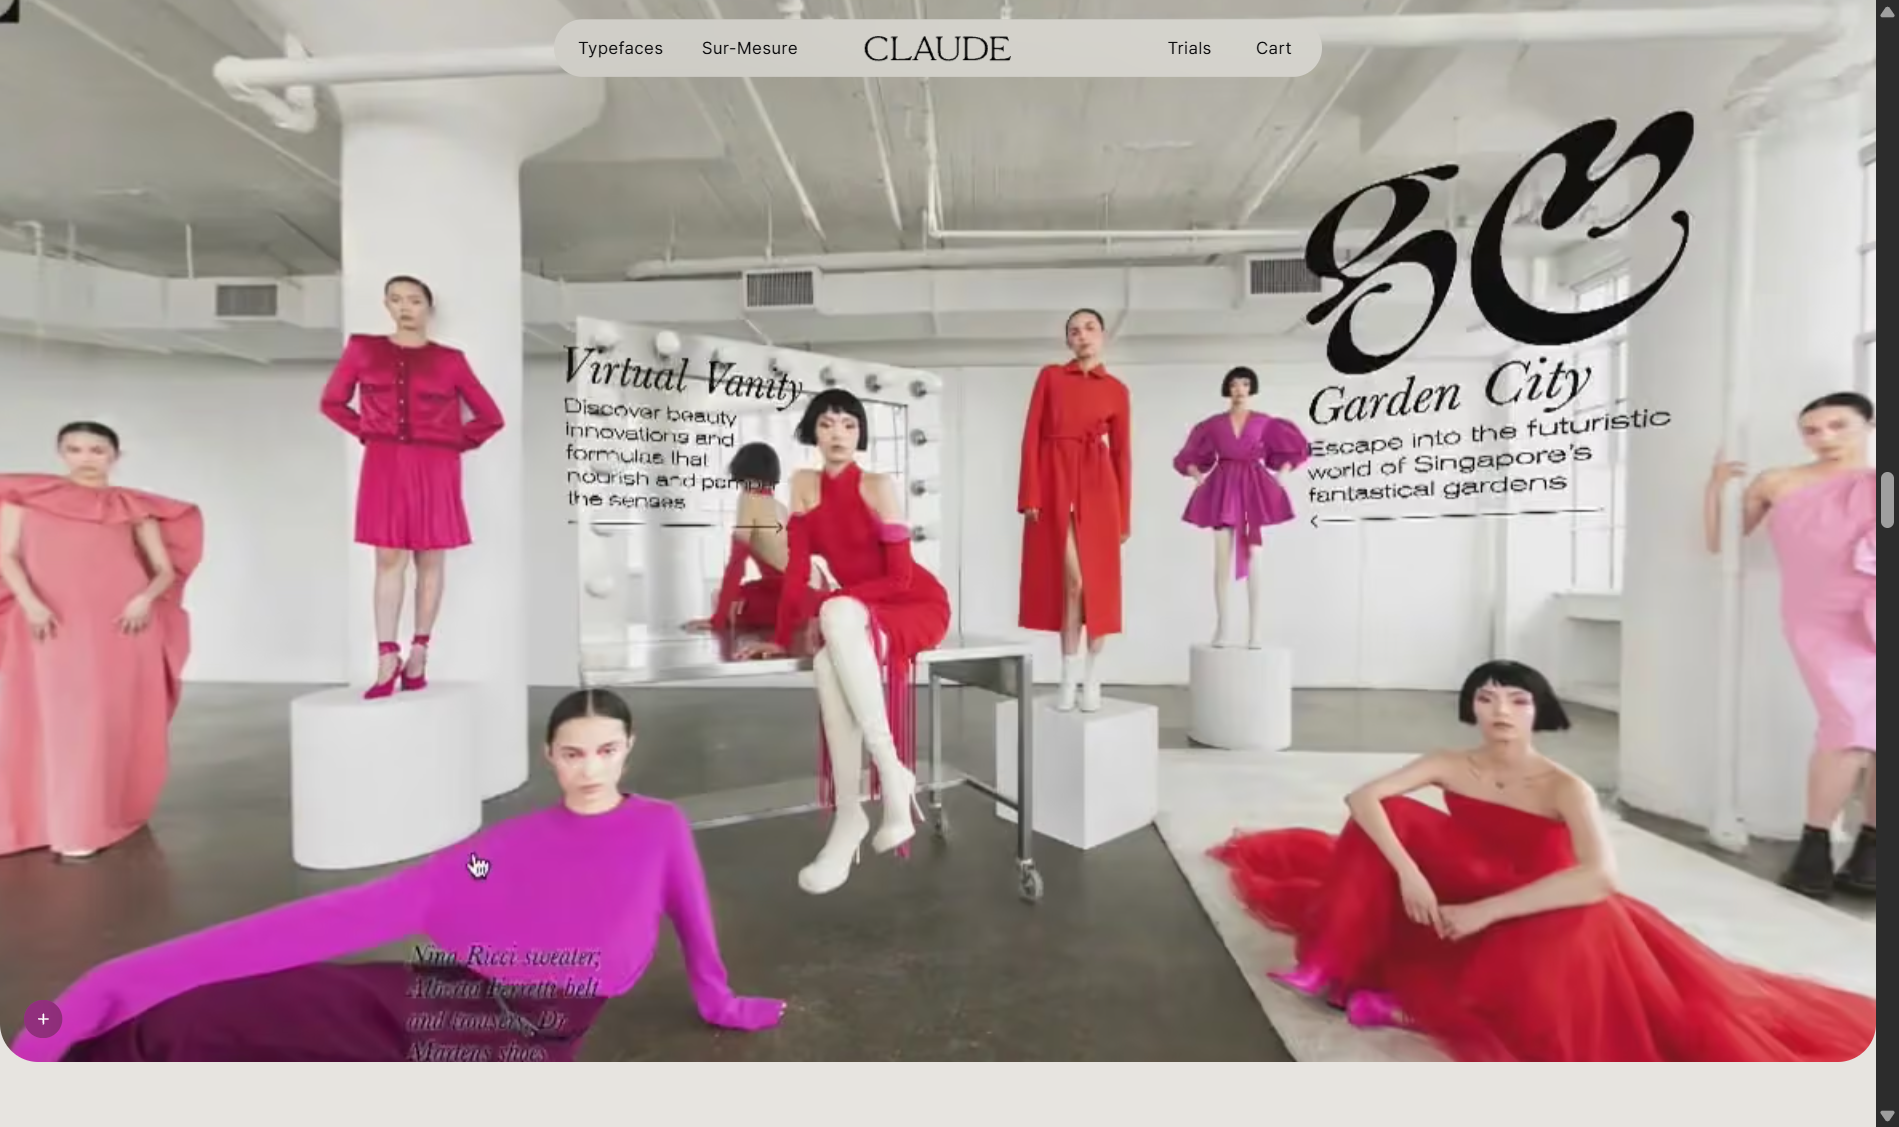 Typefaces
Sur-Mesure
CLAUDE
Trials
Cart
gC
Virtual Vanity
Discover beauty
innovations and
formulas that
nourish and pamper
the senses
Garden City
Escape into the futuristic
world of Singapore's
fantastical gardens
Nina Ricci sweater;
Alberta Ferretti belt
and trousers, Dr.
Martens shoes
+